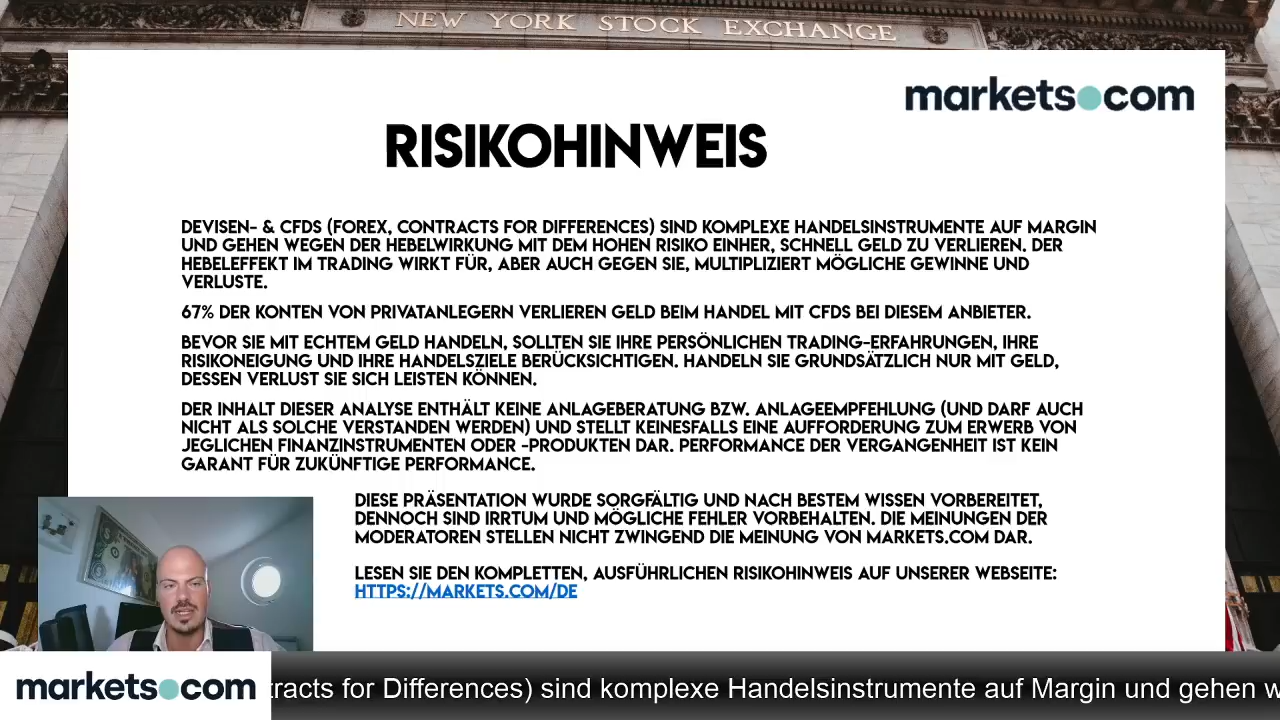 NEW YORK STOCK EXCHANGE
markets.com
RISIKOHINWEIS
DEVISEN- & CFDS (FOREX, CONTRACTS FOR DIFFERENCES) SIND KOMPLEXE HANDELSINSTRUMENTE AUF MARGIN
UND GEHEN WEGEN DER HEBELWIRKUNG MIT DEM HOHEN RISIKO EINHER, SCHNELL GELD ZU VERLIEREN. DER
HEBELEFFEKT IM TRADING WIRKT FÜR, ABER AUCH GEGEN SIE, MULTIPLIZIERT MÖGLICHE GEWINNE UND
VERLUSTE.
67% DER KONTEN VON PRIVATANLEGERN VERLIEREN GELD BEIM HANDEL MIT CFDS BEI DIESEM ANBIETER.
BEVOR SIE MIT ECHTEM GELD HANDELN, SOLLTEN SIE IHRE PERSÖNLICHEN TRADING-ERFAHRUNGEN, IHRE
RISIKONEIGUNG UND IHRE HANDELSZIELE BERÜCKSICHTIGEN. HANDELN SIE GRUNDSÄTZLICH NUR MIT GELD,
DESSEN VERLUST SIE SICH LEISTEN KÖNNEN.
DER INHALT DIESER ANALYSE ENTHÄLT KEINE ANLAGEBERATUNG BZW. ANLAGEEMPFEHLUNG (UND DARF AUCH
NICHT ALS SOLCHE VERSTANDEN WERDEN) UND STELLT KEINESFALLS EINE AUFFORDERUNG ZUM ERWERB VON
JEGLICHEN FINANZINSTRUMENTEN ODER -PRODUKTEN DAR. PERFORMANCE DER VERGANGENHEIT IST KEIN
GARANT FÜR ZUKÜNFTIGE PERFORMANCE.
DIESE PRÄSENTATION WURDE SORGFÄLTIG UND NACH BESTEM WISSEN VORBEREITET,
DENNOCH SIND IRRTUM UND MÖGLICHE FEHLER VORBEHALTEN. DIE MEINUNGEN DER
MODERATOREN STELLEN NICHT ZWINGEND DIE MEINUNG VON MARKETS.COM DAR.
LESEN SIE DEN KOMPLETTEN, AUSFÜHRLICHEN RISIKOHINWEIS AUF UNSERER WEBSEITE:
HTTPS://MARKETS.COM/DE
markets.com
tracts for Differences) sind komplexe Handelsinstrumente auf Margin und gehen w